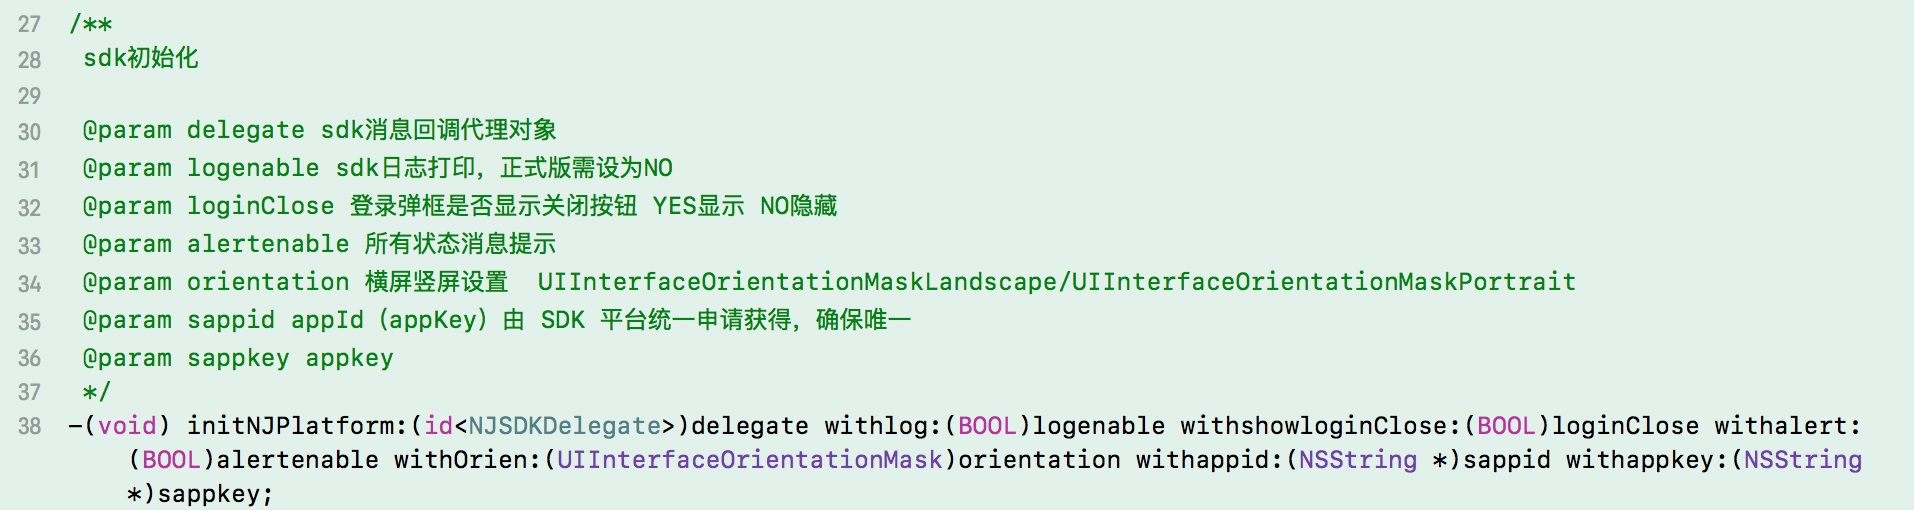 27 /**
28 sdk初始化
29
30 @param delegate sdk消息回调代理对象
31 @param logenable sdk日志打印，正式版需设为NO
32 @param loginClose 登录弹框是否显示关闭按钮 YES显示 NO隐藏
33 @param alertenable 所有状态消息提示
34 @param orientation 横屏竖屏设置  UIInterfaceOrientationMaskLandscape/UIInterfaceOrientationMaskPortrait
35 @param sappid appId（appKey）由 SDK 平台统一申请获得，确保唯一
36 @param sappkey appkey
37 */
38 -(void) initNJPlatform:(id<NJSDKDelegate>)delegate withlog:(BOOL)logenable withshowloginClose:(BOOL)loginClose withalert:
(BOOL)alertenable withOrien:(UIInterfaceOrientationMask)orientation withappid:(NSString *)sappid withappkey:(NSString
*)sappkey;